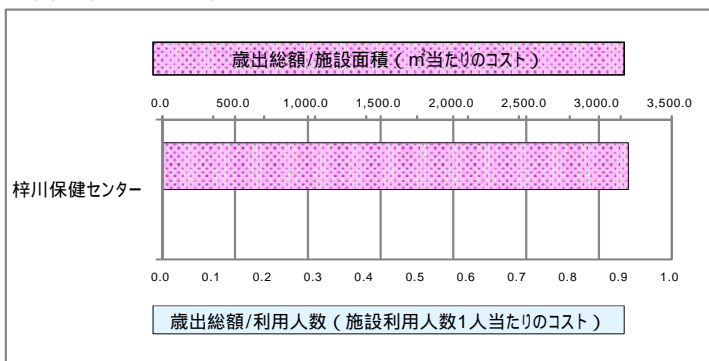 歳出総額/施設面積（㎡当たりのコスト）
0.0 500.0 1,000.0 1,500.0 2,000.0 2,500.0 3,000.0 3,500.0
梓川保健センター
0.0 0.1 0.2 0.3 0.4 0.5 0.6 0.7 0.8 0.9 1.0
歳出総額/利用人数（施設利用人数1人当たりのコスト）